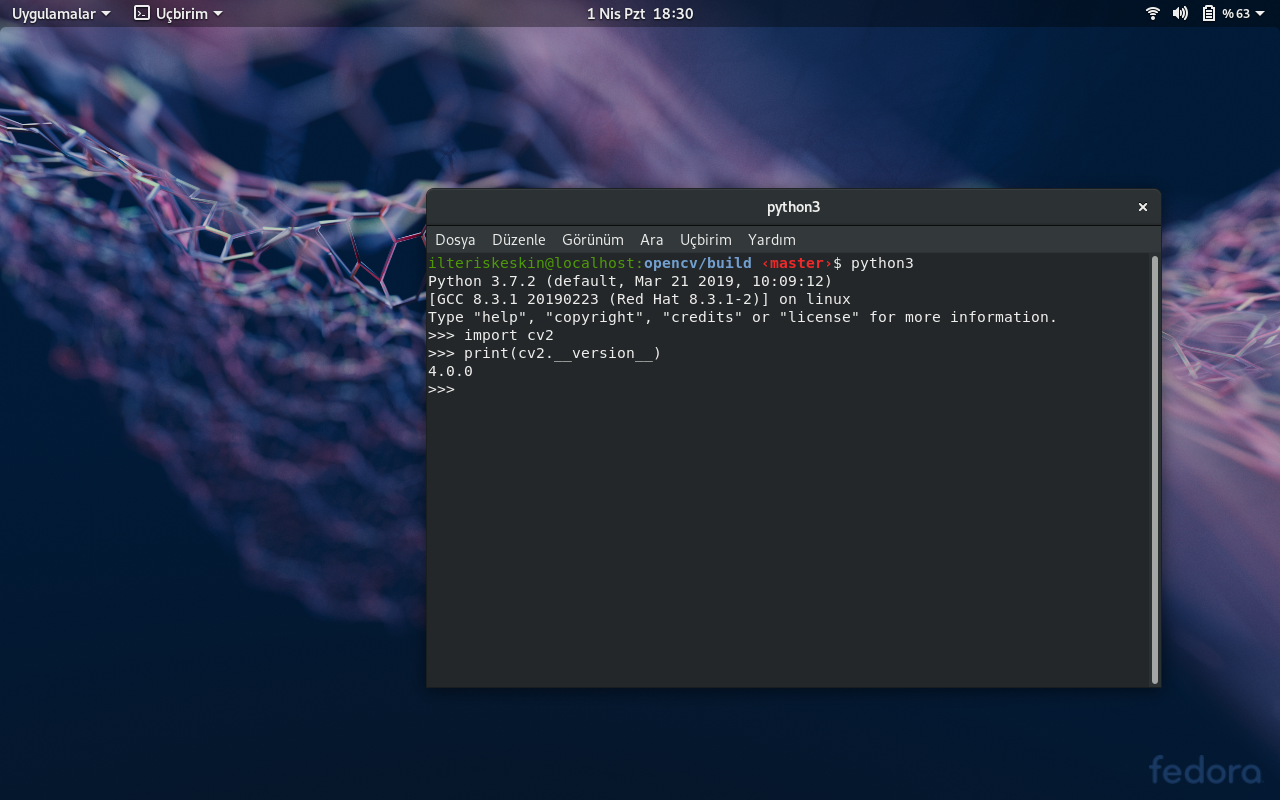 Uygulamalar Uçbirim 1 Nis Pzt 18:30 %63
python3
Dosya Düzenle Görünüm Ara Uçbirim Yardım
ilteriskeskin@localhost:opencv/build ‹master›$ python3
Python 3.7.2 (default, Mar 21 2019, 10:09:12)
[GCC 8.3.1 20190223 (Red Hat 8.3.1-2)] on linux
Type "help", "copyright", "credits" or "license" for more information.
>>> import cv2
>>> print(cv2.__version__)
4.0.0
>>>
fedora